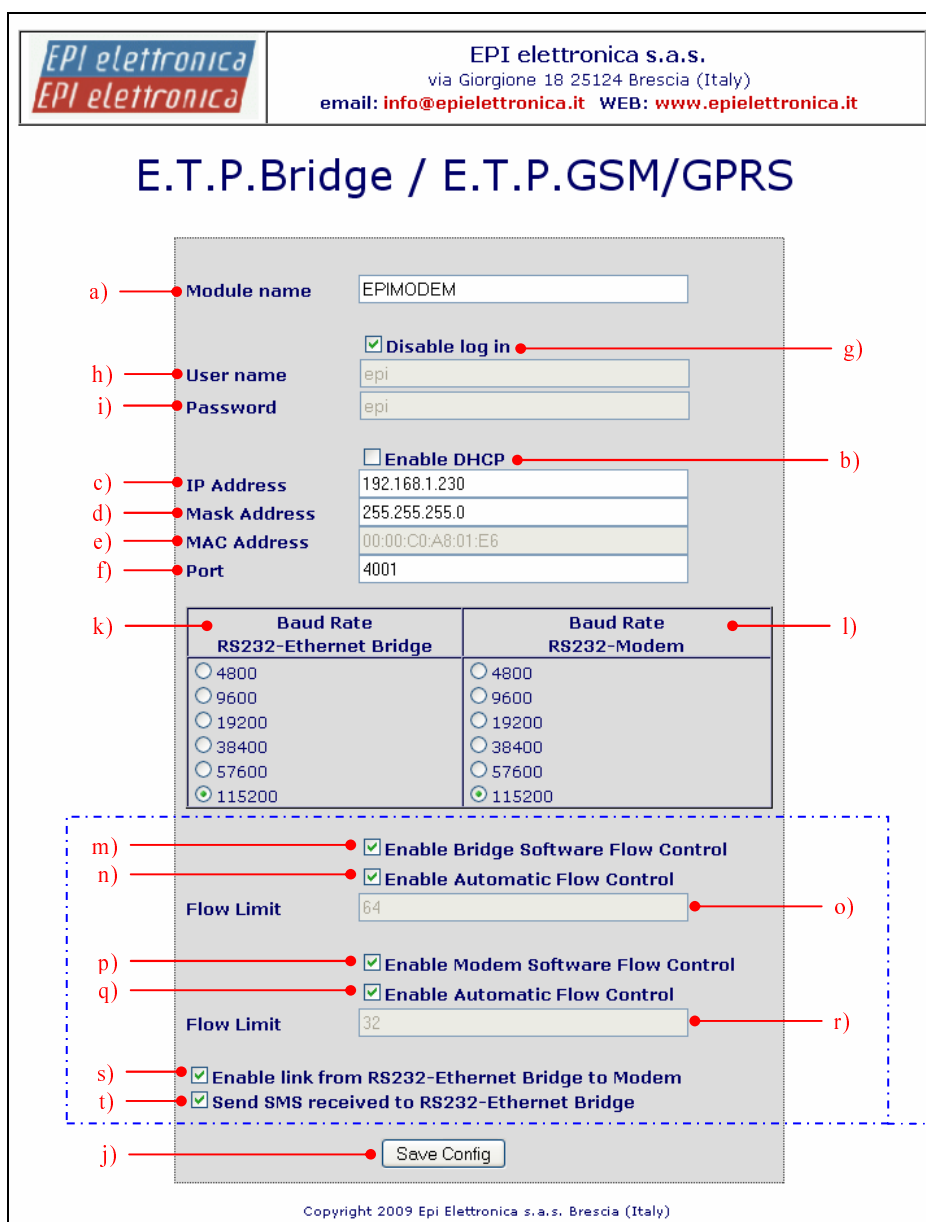 EPI elettronica
EPI elettronica
EPI elettronica s.a.s.
via Giorgione 18 25124 Brescia (Italy)
email: info@epielettronica.it WEB: www.epielettronica.it
E.T.P.Bridge / E.T.P.GSM/GPRS
a) Module name EPIMODEM
Disable log in g)
h) User name epi
i) Password epi
Enable DHCP b)
c) IP Address 192.168.1.230
d) Mask Address 255.255.255.0
e) MAC Address 00:00:C0:A8:01:E6
f) Port 4001
k) Baud Rate Baud Rate l)
RS232-Ethernet Bridge RS232-Modem
4800 4800
9600 9600
19200 19200
38400 38400
57600 57600
115200 115200
m) Enable Bridge Software Flow Control
n) Enable Automatic Flow Control
Flow Limit 64 o)
p) Enable Modem Software Flow Control
q) Enable Automatic Flow Control
Flow Limit 32 r)
s) Enable link from RS232-Ethernet Bridge to Modem
t) Send SMS received to RS232-Ethernet Bridge
j) Save Config
Copyright 2009 Epi Elettronica s.a.s. Brescia (Italy)